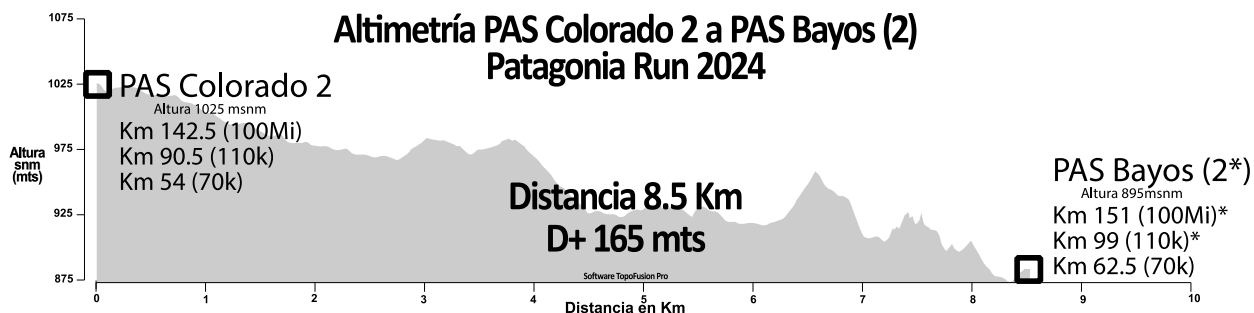 Altimetría PAS Colorado 2 a PAS Bayos (2)
Patagonia Run 2024
1075
1025
975
925
875
Altura
snm
(mts)
PAS Colorado 2
Altura 1025 msnm
Km 142.5 (100Mi)
Km 90.5 (110k)
Km 54 (70k)
Distancia 8.5 Km
D+ 165 mts
Software TopoFusion Pro
PAS Bayos (2*)
Altura 895msnm
Km 151 (100Mi)*
Km 99 (110k)*
Km 62.5 (70k)
0 1 2 3 4 5 6 7 8 9 10
Distancia en Km